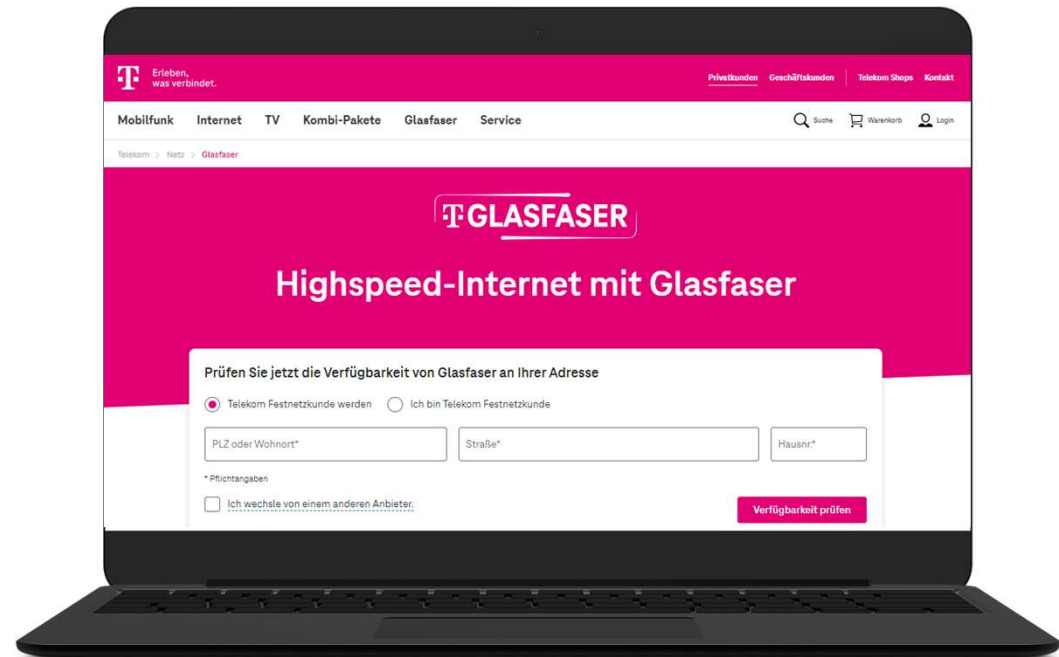 Erleben,
was verbindet.
Privatkunden Geschäftskunden Telekom Shops Kontakt
Mobilfunk Internet TV Kombi-Pakete Glasfaser Service
Suche Warenkorb Login
Telekom > Netz > Glasfaser
T GLASFASER
Highspeed-Internet mit Glasfaser
Prüfen Sie jetzt die Verfügbarkeit von Glasfaser an Ihrer Adresse
Telekom Festnetzkunde werden Ich bin Telekom Festnetzkunde
PLZ oder Wohnort* Straße* Hausnr.*
* Pflichtangaben
Ich wechsle von einem anderen Anbieter.
Verfügbarkeit prüfen